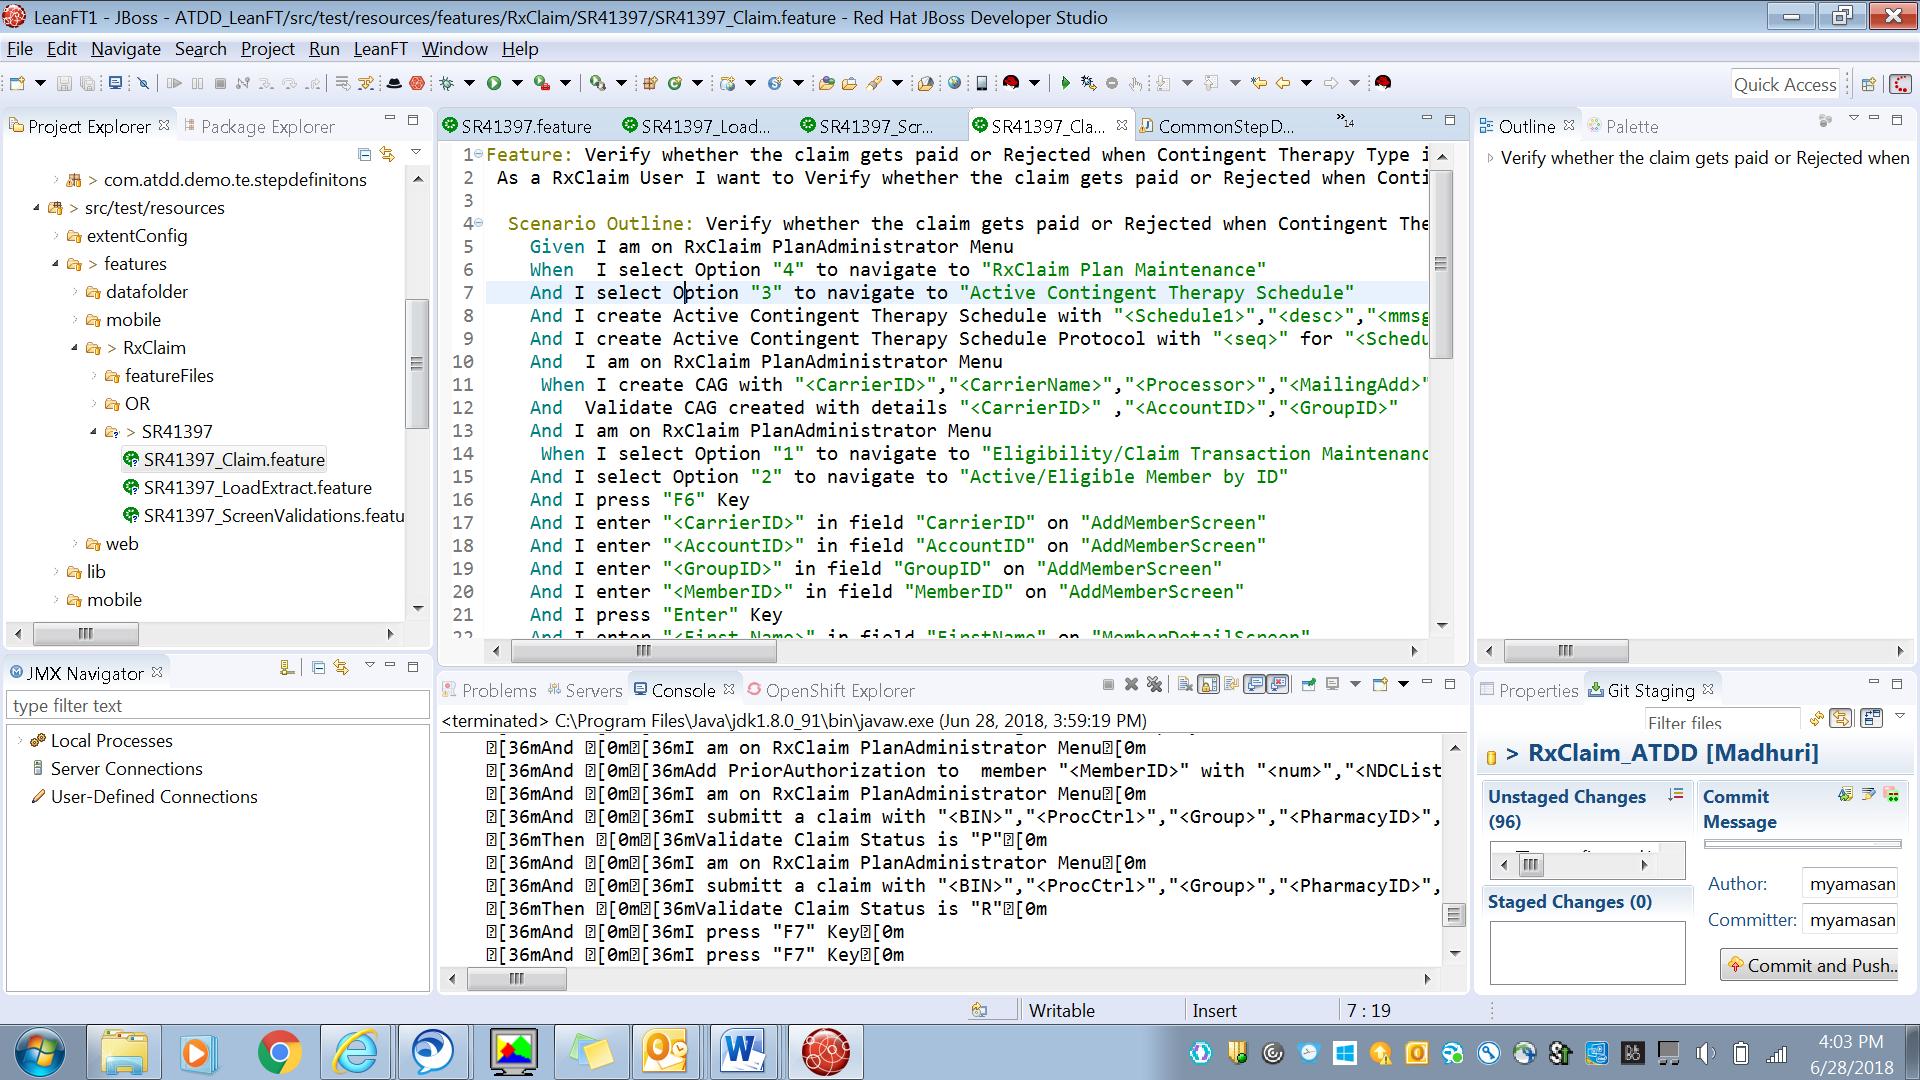 LeanFT1 - JBoss - ATDD_LeanFT/src/test/resources/features/RxClaim/SR41397/SR41397_Claim.feature - Red Hat JBoss Developer Studio
File Edit Navigate Search Project Run LeanFT Window Help
Quick Access
Project Explorer
Package Explorer
> com.atdd.demo.te.stepdefinitons
> src/test/resources
extentConfig
> features
datafolder
mobile
> RxClaim
featureFiles
OR
> SR41397
SR41397_Claim.feature
SR41397_LoadExtract.feature
SR41397_ScreenValidations.featu
web
lib
mobile
JMX Navigator
type filter text
Local Processes
Server Connections
User-Defined Connections
SR41397.feature SR41397_Load... SR41397_Scr... SR41397_Cla... CommonStepD... »14
1 Feature: Verify whether the claim gets paid or Rejected when Contingent Therapy Type i
2 As a RxClaim User I want to Verify whether the claim gets paid or Rejected when Conti
3
4 Scenario Outline: Verify whether the claim gets paid or Rejected when Contingent The
5 Given I am on RxClaim PlanAdministrator Menu
6 When  I select Option "4" to navigate to "RxClaim Plan Maintenance"
7 And I select Option "3" to navigate to "Active Contingent Therapy Schedule"
8 And I create Active Contingent Therapy Schedule with "<Schedule1>","<desc>","<mmsg
9 And I create Active Contingent Therapy Schedule Protocol with "<seq>" for "<Schedu
10 And  I am on RxClaim PlanAdministrator Menu
11 When I create CAG with "<CarrierID>","<CarrierName>","<Processor>","<MailingAdd>"
12 And  Validate CAG created with details "<CarrierID>" ,"<AccountID>","<GroupID>"
13 And I am on RxClaim PlanAdministrator Menu
14 When I select Option "1" to navigate to "Eligibility/Claim Transaction Maintenanc
15 And I select Option "2" to navigate to "Active/Eligible Member by ID"
16 And I press "F6" Key
17 And I enter "<CarrierID>" in field "CarrierID" on "AddMemberScreen"
18 And I enter "<AccountID>" in field "AccountID" on "AddMemberScreen"
19 And I enter "<GroupID>" in field "GroupID" on "AddMemberScreen"
20 And I enter "<MemberID>" in field "MemberID" on "AddMemberScreen"
21 And I press "Enter" Key
22 And I enter "<First Name>" in field "FirstName" on "MemberDetailScreen"
Problems Servers Console OpenShift Explorer
<terminated> C:\Program Files\Java\jdk1.8.0_91\bin\javaw.exe (Jun 28, 2018, 3:59:19 PM)
[36mAnd [0m[36mI am on RxClaim PlanAdministrator Menu[0m
[36mAnd [0m[36mAdd PriorAuthorization to  member "<MemberID>" with "<num>","<NDCList
[36mAnd [0m[36mI am on RxClaim PlanAdministrator Menu[0m
[36mAnd [0m[36mI submitt a claim with "<BIN>","<ProcCtrl>","<Group>","<PharmacyID>",
[36mThen [0m[36mValidate Claim Status is "P"[0m
[36mAnd [0m[36mI am on RxClaim PlanAdministrator Menu[0m
[36mAnd [0m[36mI submitt a claim with "<BIN>","<ProcCtrl>","<Group>","<PharmacyID>",
[36mThen [0m[36mValidate Claim Status is "R"[0m
[36mAnd [0m[36mI press "F7" Key[0m
[36mAnd [0m[36mI press "F7" Key[0m
Outline
Palette
Verify whether the claim gets paid or Rejected when
Properties
Git Staging
Filter files
> RxClaim_ATDD [Madhuri]
Unstaged Changes (96)
Staged Changes (0)
Commit Message
Author: myamasan
Committer: myamasan
Commit and Push..
Writable
Insert
7 : 19
4:03 PM
6/28/2018